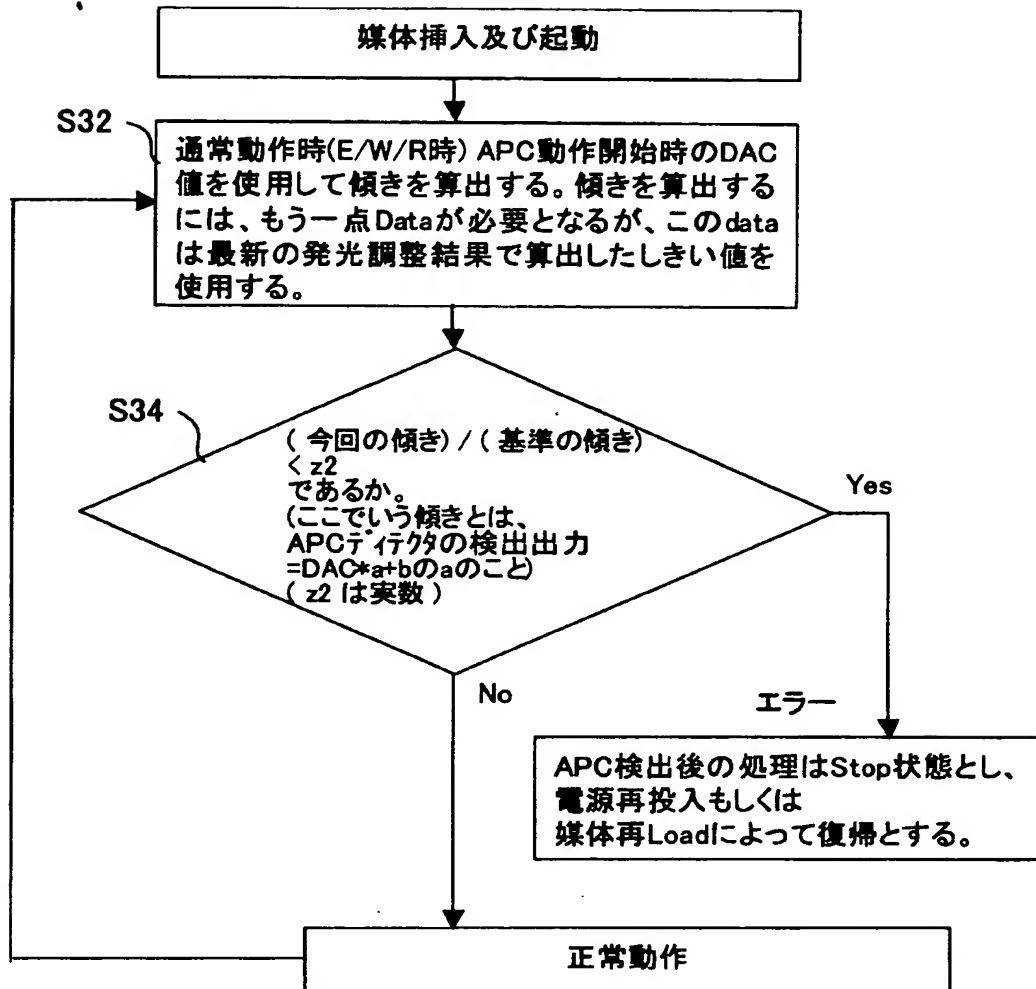 媒体挿入及び起動
S32
通常動作時(E/W/R時) APC動作開始時のDAC
値を使用して傾きを算出する。傾きを算出する
には、もう一点Dataが必要となるが、このdata
は最新の発光調整結果で算出したしきい値を
使用する。
S34
( 今回の傾き) / ( 基準の傾き)
< z2
であるか。
(ここでいう傾きとは、
APCディテクタの検出出力
=DAC*a+bのaのこと)
( z2 は実数 )
Yes
No
エラー
APC検出後の処理はStop状態とし、
電源再投入もしくは
媒体再Loadによって復帰とする。
正常動作